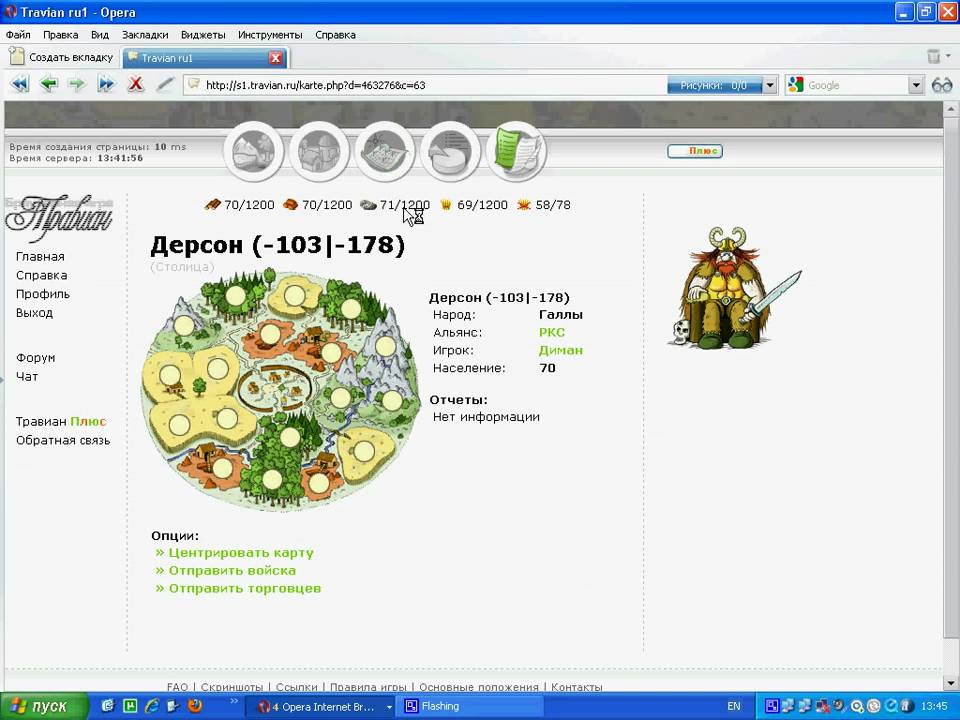 Travian ru1 - Opera
Файл Правка Вид Закладки Виджеты Инструменты Справка
Создать вкладку Travian ru1
http://s1.travian.ru/karte.php?d=463276&c=63 Рисунки: 0/0 Google
Время создания страницы: 10 ms
Время сервера: 13:41:56
Плюс
Травиан
70/1200 70/1200 71/1200 69/1200 58/78
Дерсон (-103|-178)
(Столица)
Главная
Справка
Профиль
Выход
Форум
Чат
Травиан Плюс
Обратная связь
Дерсон (-103|-178)
Народ: Галлы
Альянс: РКС
Игрок: Диман
Население: 70
Отчеты:
Нет информации
Опции:
» Центрировать карту
» Отправить войска
» Отправить торговцев
FAQ | Скриншоты | Ссылки | Правила игры | Основные положения | Контакты
пуск 4 Opera Internet Br... Flashing EN 13:45